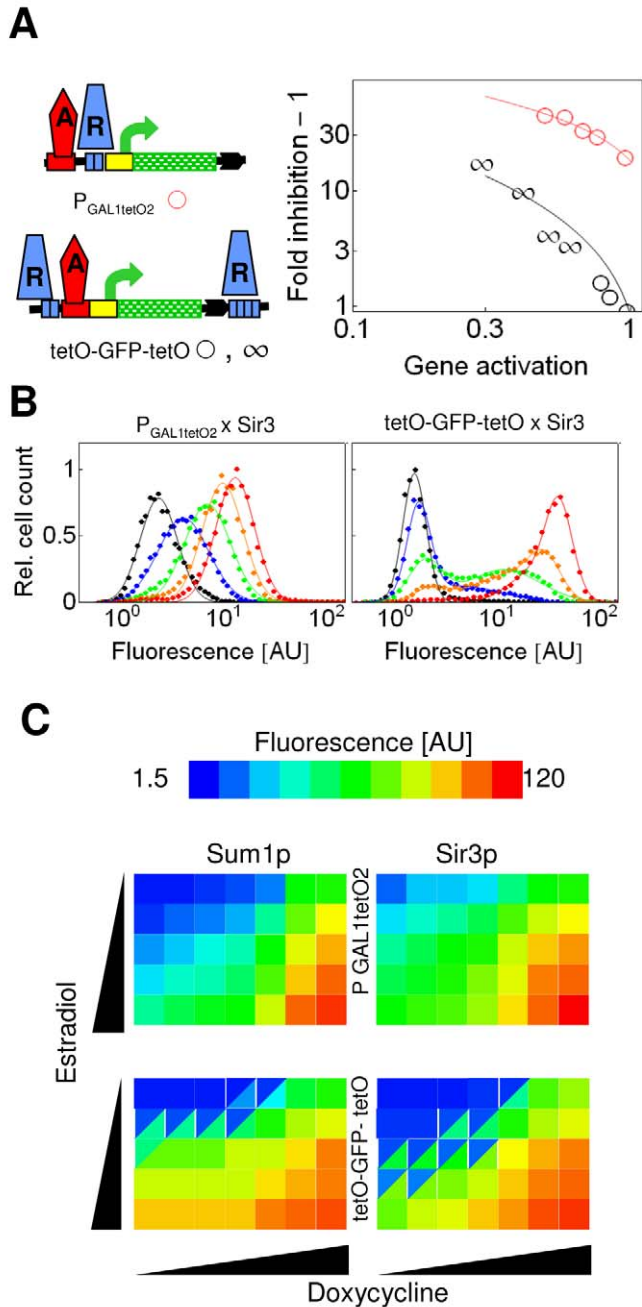 A
A
R
P GAL1tetO2
R
A
R
tetO-GFP-tetO , ∞
Fold inhibition – 1
30
10
3
1
0.1
0.3
1
Gene activation
B
P GAL1tetO2 x Sir3
tetO-GFP-tetO x Sir3
Rel. cell count
1
0.5
0
10^0
10^1
10^2
10^0
10^1
10^2
Fluorescence [AU]
Fluorescence [AU]
C
Fluorescence [AU]
1.5
120
Sum1p
Sir3p
P GAL1tetO2
Estradiol
tetO-GFP- tetO
Doxycycline